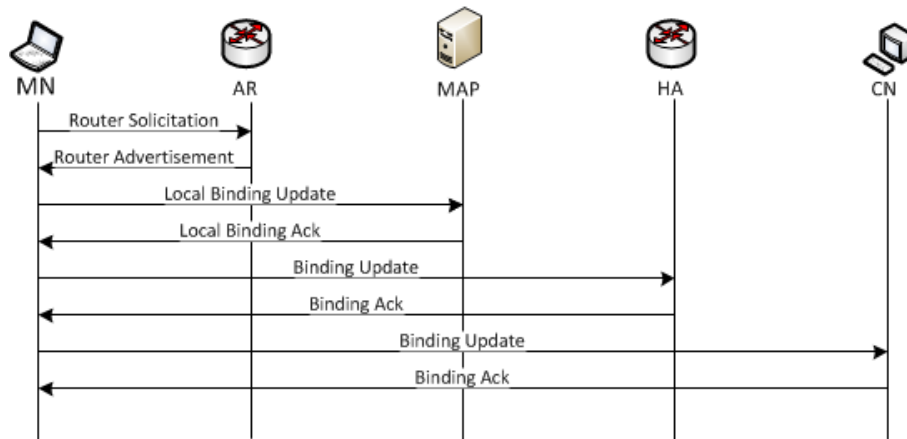 MN
AR
MAP
HA
CN
Router Solicitation
Router Advertisement
Local Binding Update
Local Binding Ack
Binding Update
Binding Ack
Binding Update
Binding Ack